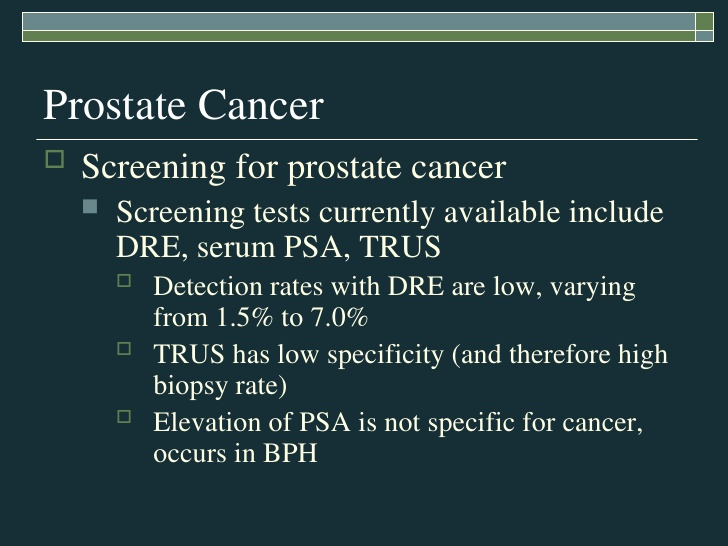 Prostate Cancer
Screening for prostate cancer
Screening tests currently available include
DRE, serum PSA, TRUS
Detection rates with DRE are low, varying
from 1.5% to 7.0%
TRUS has low specificity (and therefore high
biopsy rate)
Elevation of PSA is not specific for cancer,
occurs in BPH